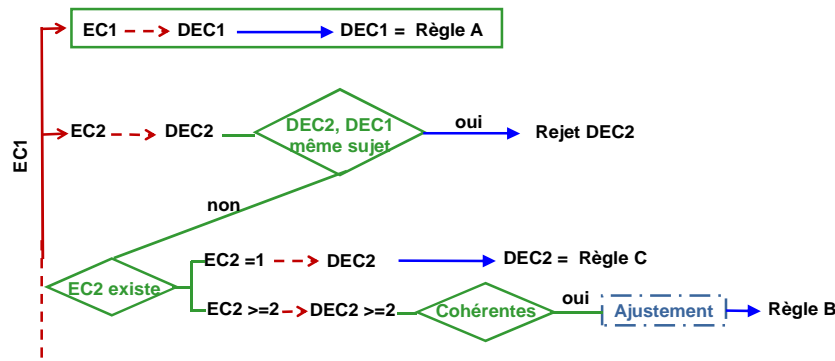 EC1 DEC1 DEC1 = Règle A
EC1
EC2 DEC2 DEC2, DEC1 même sujet oui Rejet DEC2
non
EC2 existe
EC2 =1 DEC2 DEC2 = Règle C
EC2 >=2 DEC2 >=2 Cohérentes oui Ajustement Règle B